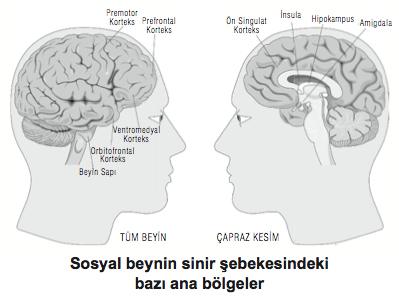 Premotor
Korteks
Prefrontal
Korteks
Ventromedyal
Korteks
Orbitofrontal
Korteks
Beyin Sapı
TÜM BEYİN
Ön Singulat
Korteks
İnsula
Hipokampus
Amigdala
ÇAPRAZ KESİM
Sosyal beynin sinir şebekesindeki
bazı ana bölgeler